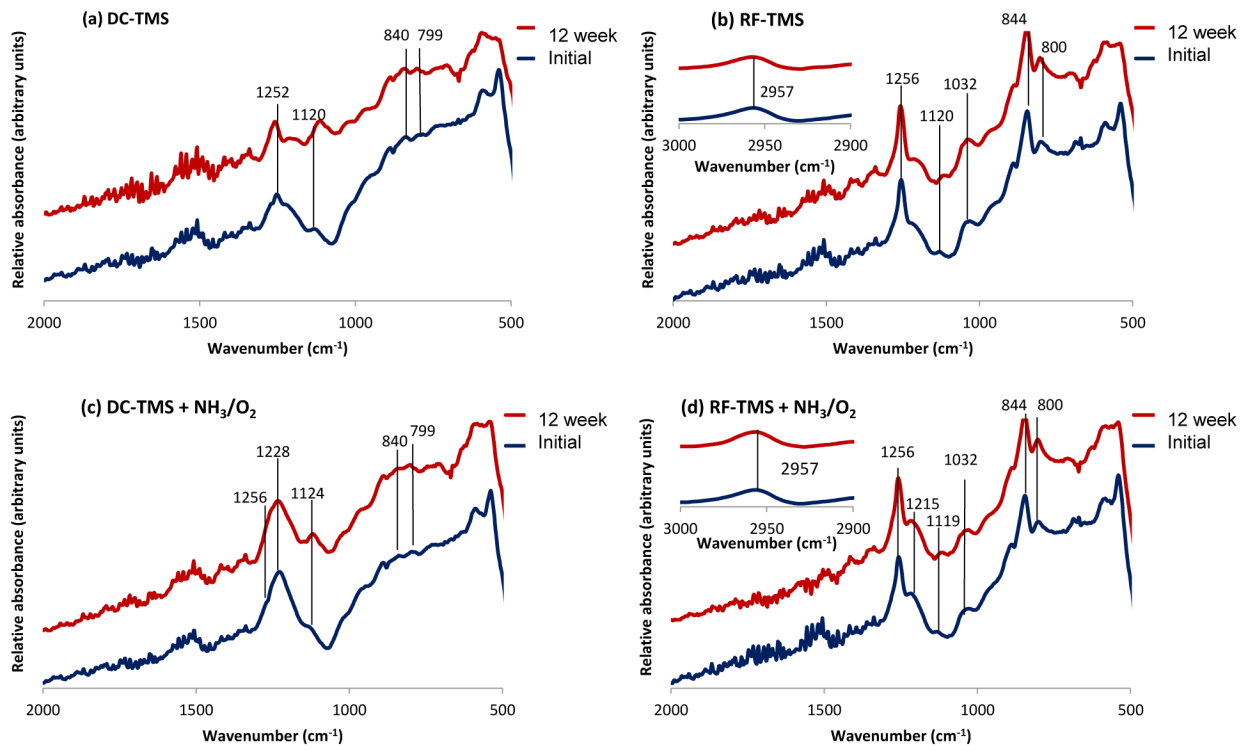 (a) DC-TMS
12 week
Initial
840
799
1252
1120
Relative absorbance (arbitrary units)
2000
1500
1000
500
Wavenumber (cm⁻¹)
(b) RF-TMS
12 week
Initial
844
800
1256
1032
1120
2957
3000
2950
2900
Wavenumber (cm⁻¹)
Relative absorbance (arbitrary units)
2000
1500
1000
500
Wavenumber (cm⁻¹)
(c) DC-TMS + NH₃/O₂
12 week
Initial
840
799
1228
1256
1124
Relative absorbance (arbitrary units)
2000
1500
1000
500
Wavenumber (cm⁻¹)
(d) RF-TMS + NH₃/O₂
12 week
Initial
844
800
1256
1032
1215
1119
2957
3000
2950
2900
Wavenumber (cm⁻¹)
Relative absorbance (arbitrary units)
2000
1500
1000
500
Wavenumber (cm⁻¹)